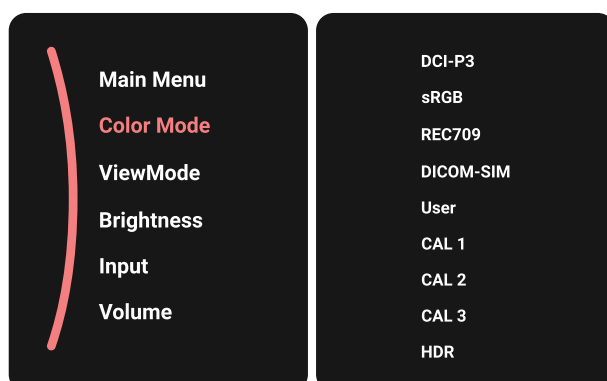 Main Menu
Color Mode
ViewMode
Brightness
Input
Volume
DCI-P3
sRGB
REC709
DICOM-SIM
User
CAL 1
CAL 2
CAL 3
HDR